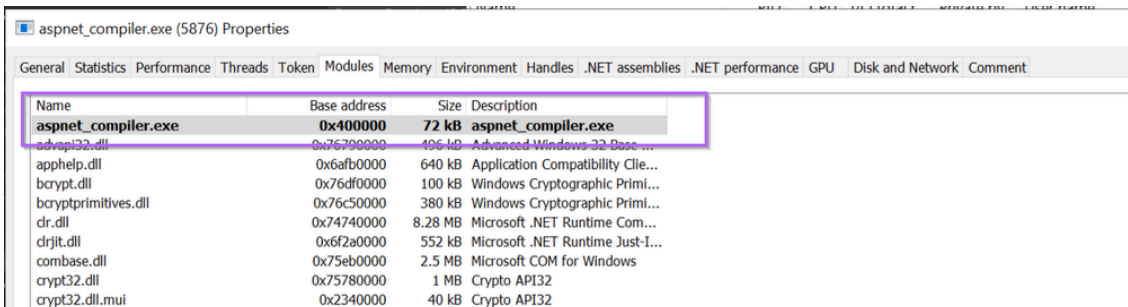 aspnet_compiler.exe (5876) Properties
General Statistics Performance Threads Token Modules Memory Environment Handles .NET assemblies .NET performance GPU Disk and Network Comment
Name Base address Size Description
aspnet_compiler.exe 0x400000 72 kB aspnet_compiler.exe
advapi32.dll 0x76790000 496 kB Advanced Windows 32 Base ...
apphelp.dll 0x6afb0000 640 kB Application Compatibility Clie...
bcrypt.dll 0x76df0000 100 kB Windows Cryptographic Primi...
bcryptprimitives.dll 0x76c50000 380 kB Windows Cryptographic Primi...
clr.dll 0x74740000 8.28 MB Microsoft .NET Runtime Com...
clrjit.dll 0x6f2a0000 552 kB Microsoft .NET Runtime Just-I...
combase.dll 0x75eb0000 2.5 MB Microsoft COM for Windows
crypt32.dll 0x75780000 1 MB Crypto API32
crypt32.dll.mui 0x2340000 40 kB Crypto API32